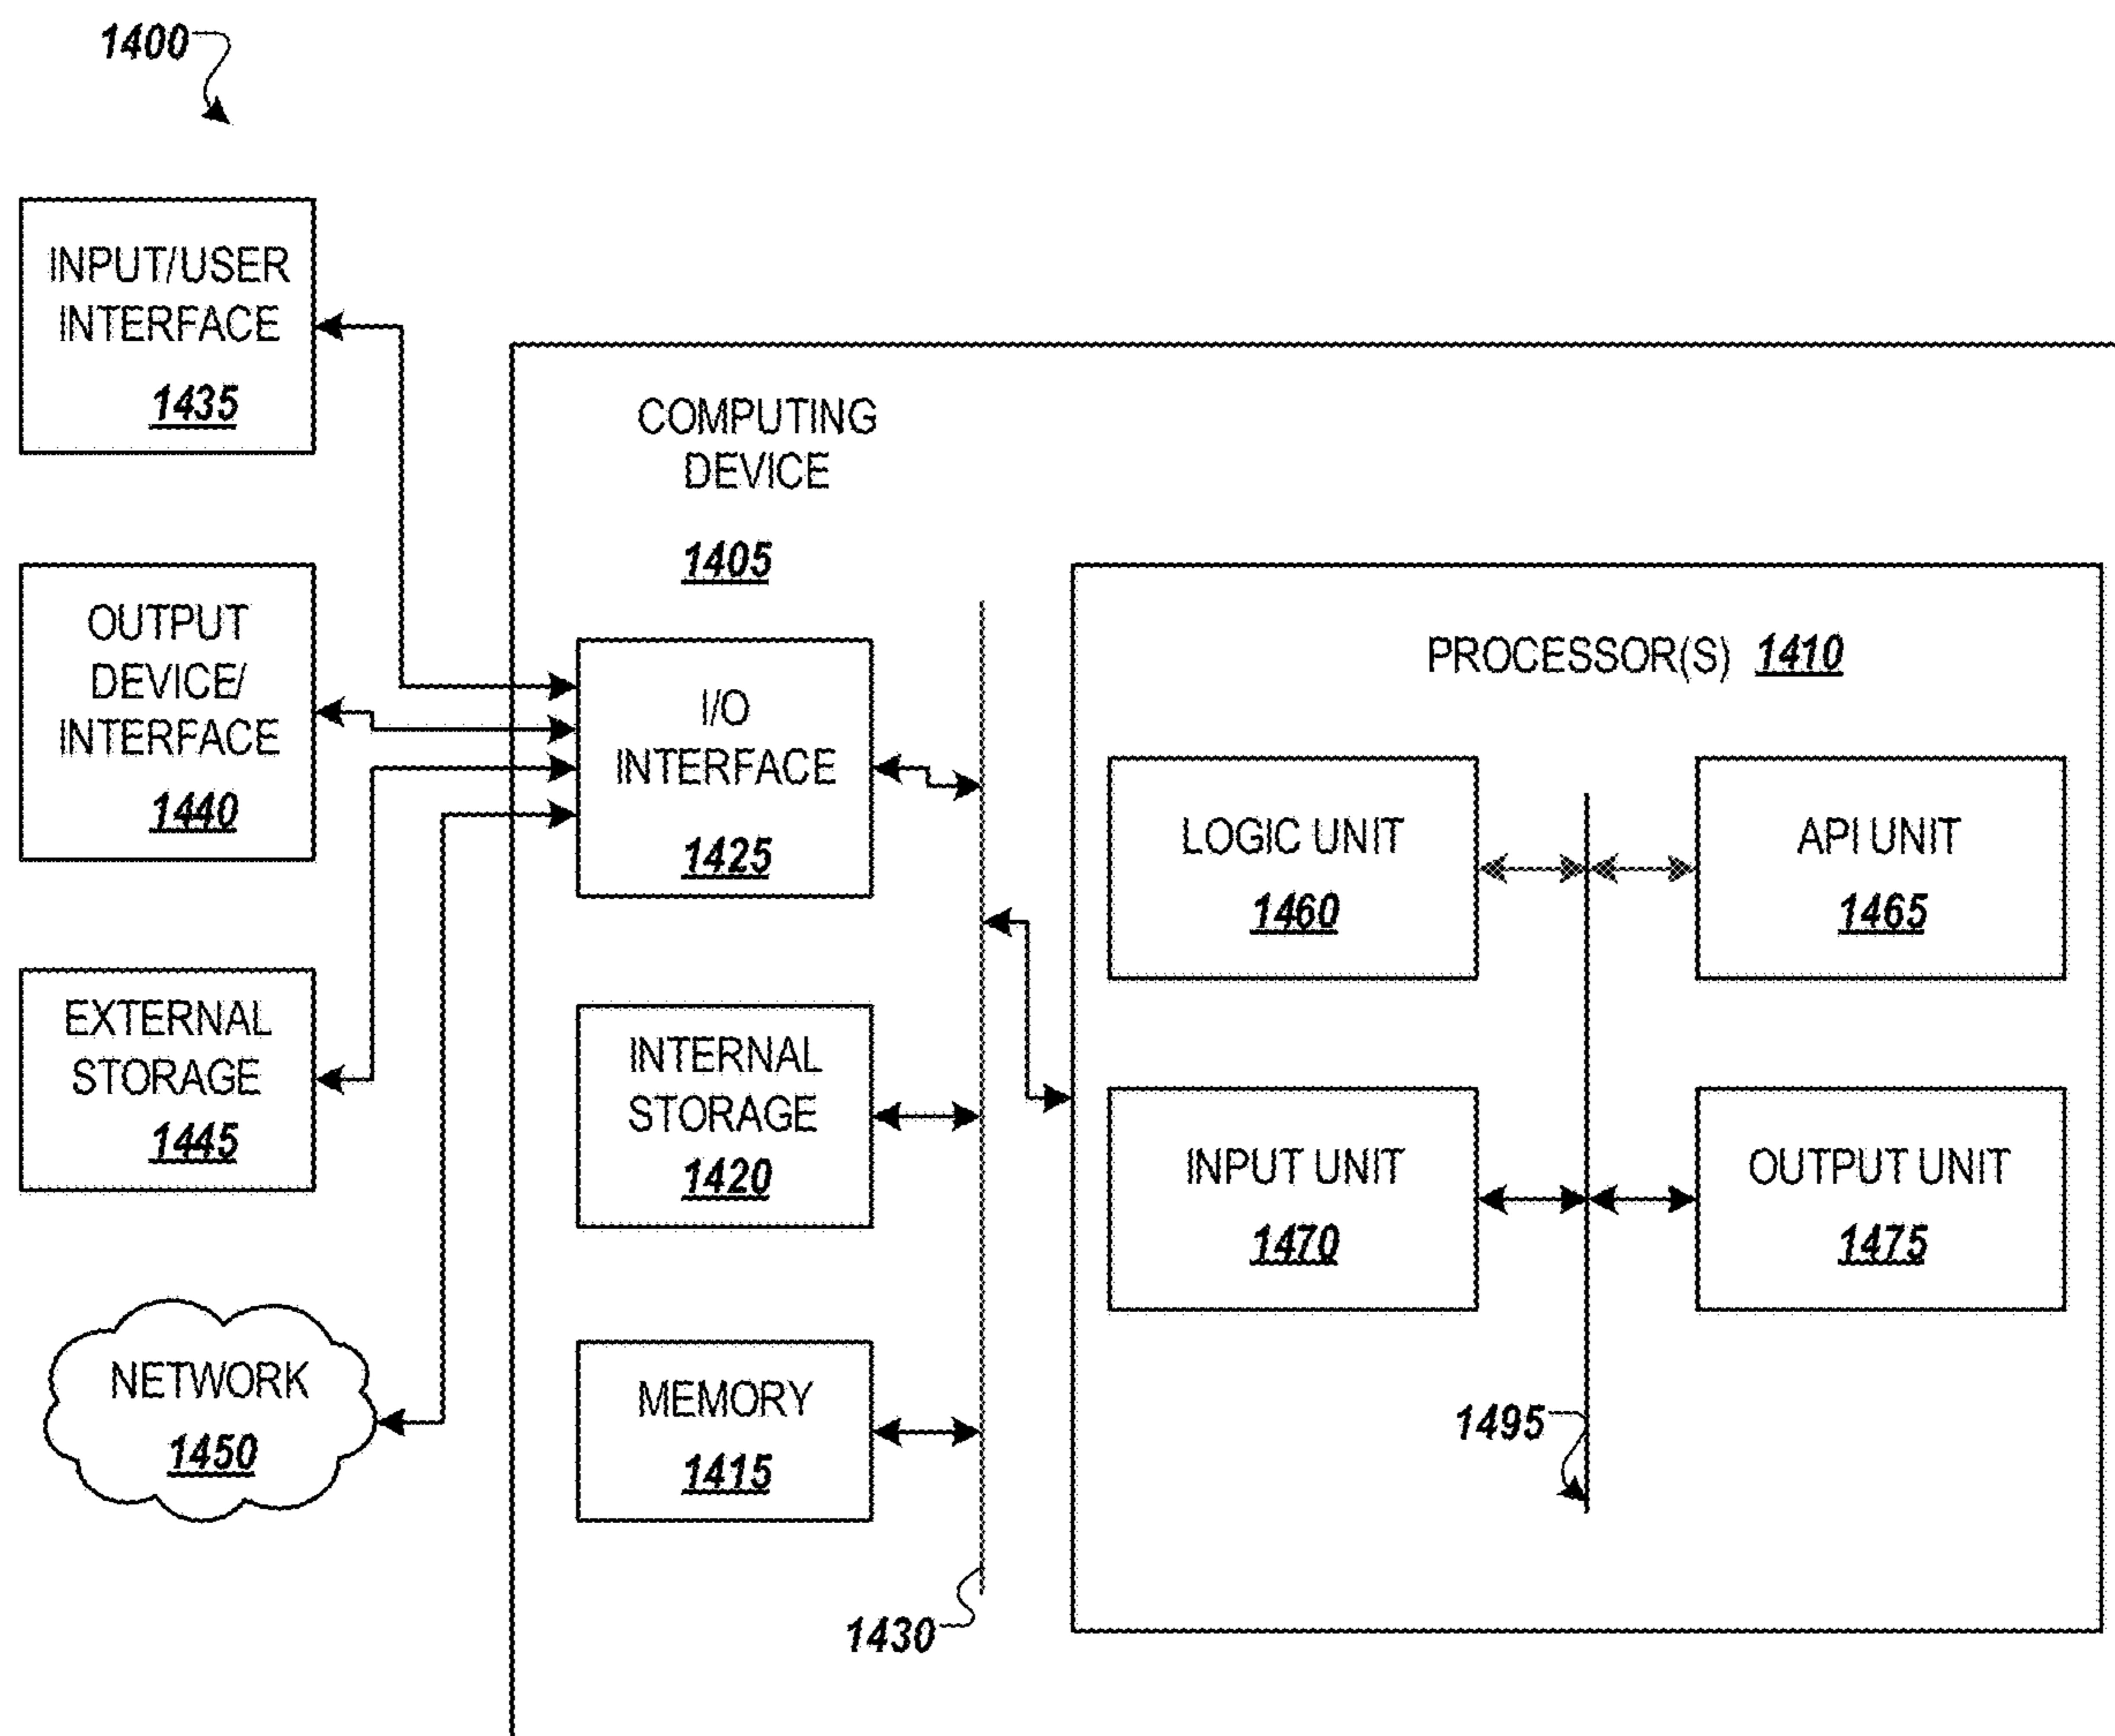 1400
INPUT/USER
INTERFACE
1435
OUTPUT
DEVICE/
INTERFACE
1440
EXTERNAL
STORAGE
1445
NETWORK
1450
COMPUTING
DEVICE
1405
I/O
INTERFACE
1425
INTERNAL
STORAGE
1420
MEMORY
1415
1430
PROCESSOR(S) 1410
LOGIC UNIT
1460
API UNIT
1465
INPUT UNIT
1470
OUTPUT UNIT
1475
1495